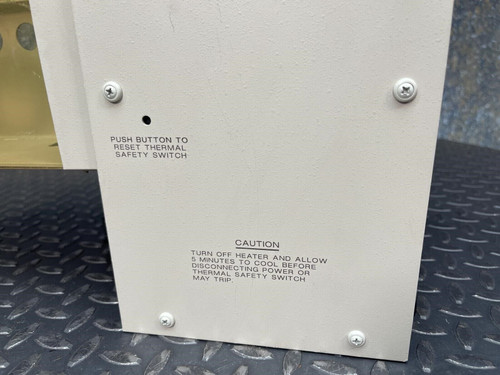 PUSH BUTTON TO
RESET THERMAL
SAFETY SWITCH
CAUTION
TURN OFF HEATER AND ALLOW
5 MINUTES TO COOL BEFORE
DISCONNECTING POWER OR
THERMAL SAFETY SWITCH
MAY TRIP.